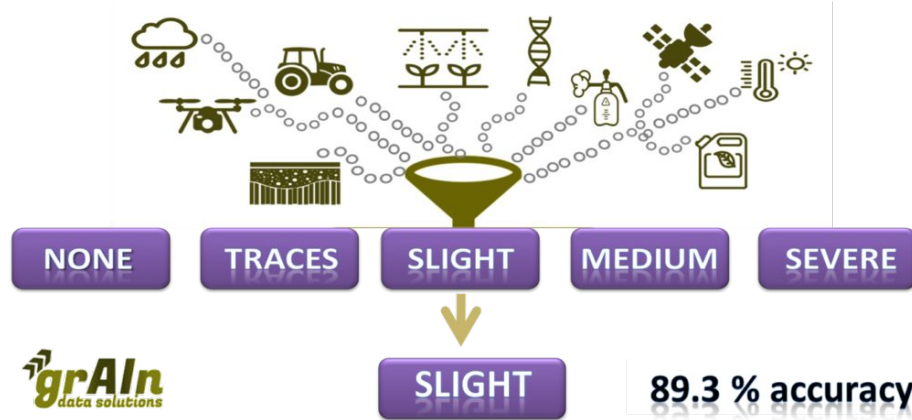 NONE
TRACES
SLIGHT
MEDIUM
SEVERE
SLIGHT
grAIn
data solutions
89.3 % accuracy